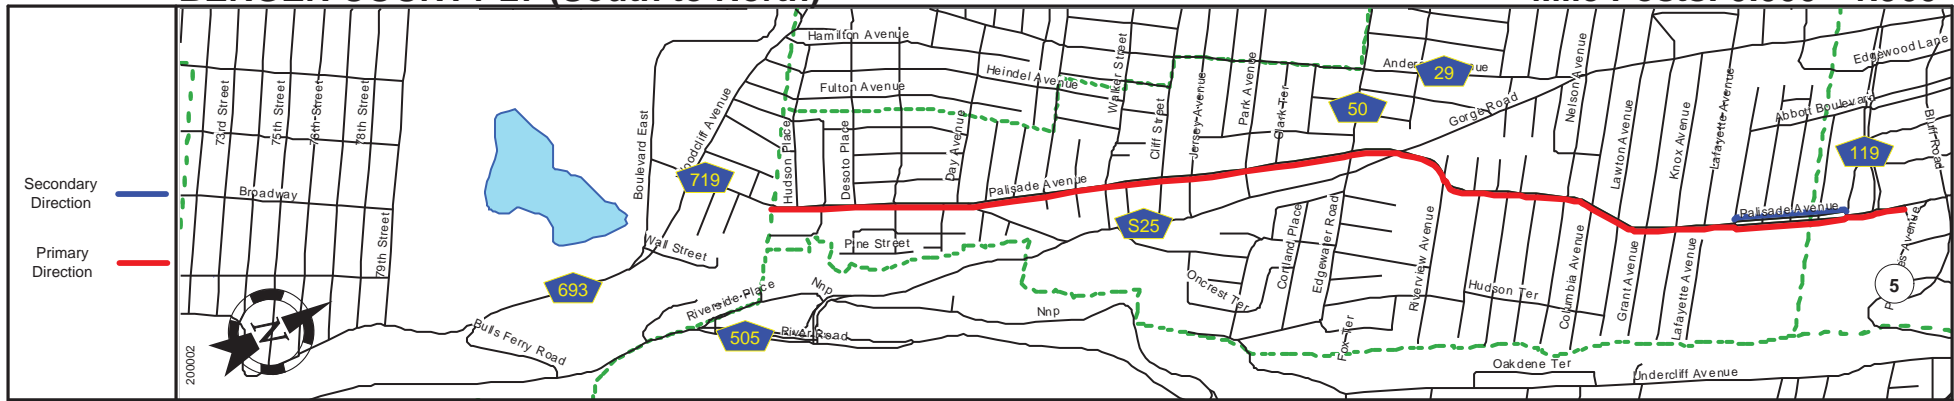 Secondary
Direction
Primary
Direction
200002
73rd Street
75th Street
76th Street
78th Street
79th Street
Broadway
Boulevard East
Woodcliff Avenue
719
693
Wall Street
Bulls Ferry Road
Riverside Place
505
River Road
Nnp
Nnp
Hudson Place
Desoto Place
Hamilton Avenue
Fulton Avenue
Heindel Avenue
Day Avenue
Pine Street
Palisade Avenue
Walker Street
Cliff Street
Jersey Avenue
Park Avenue
Clark Ter
S25
Oncrest Ter
Cortland Place
Edgewater Road
Fox Ter
29
50
Gorge Road
Riverview Avenue
Hudson Ter
Nelson Avenue
Lawton Avenue
Knox Avenue
Lafayette Avenue
Columbia Avenue
Grant Avenue
Lafayette Avenue
Palisade Avenue
Abbott Boulevard
Edgewood Lane
119
Bluff Road
5
Oakdene Ter
Undercliff Avenue